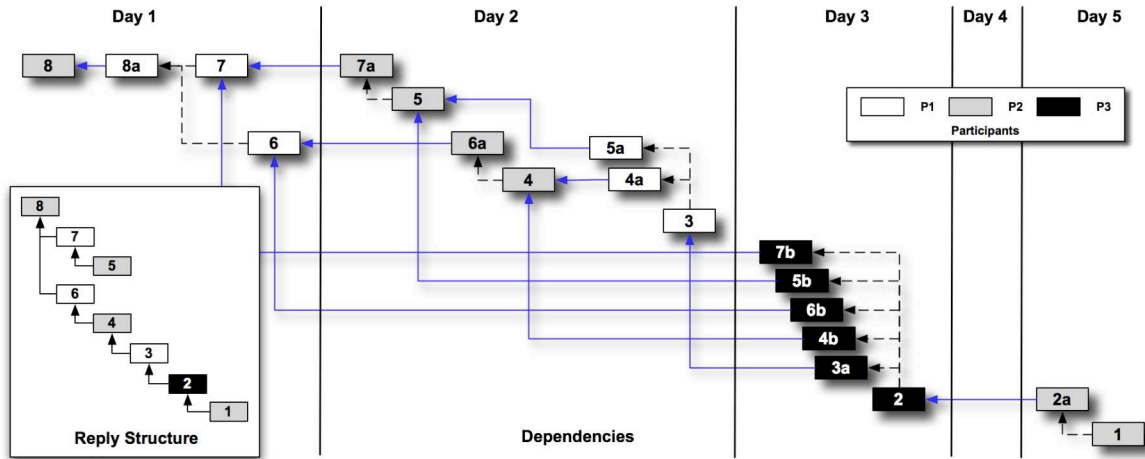 Day 1 Day 2 Day 3 Day 4 Day 5
8 8a 7 7a
5
P1 P2 P3
Participants
6 6a 5a
4 4a
3
7b
5b
6b
4b
3a
2 2a
1
8
7
5
6
4
3
2
1
Reply Structure Dependencies